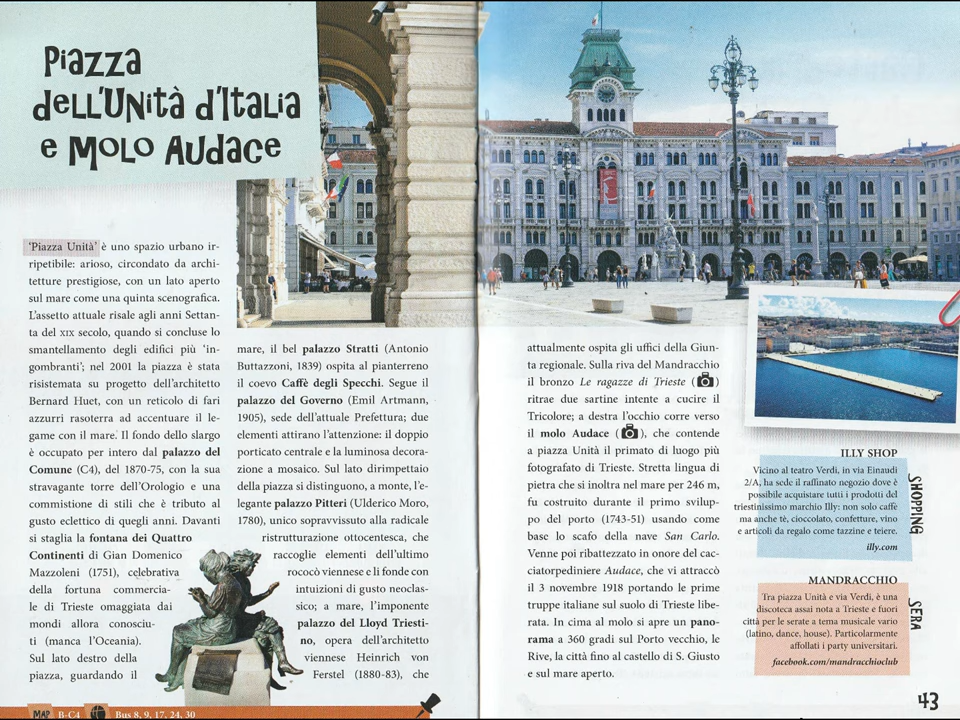 Piazza
dell'Unità d'Italia
e Molo Audace
'Piazza Unità' è uno spazio urbano ir-
ripetibile: arioso, circondato da archi-
tetture prestigiose, con un lato aperto
sul mare come una quinta scenografica.
L'assetto attuale risale agli anni Settan-
ta del XIX secolo, quando si concluse lo
smantellamento degli edifici più 'in-
gombranti'; nel 2001 la piazza è stata
risistemata su progetto dell'architetto
Bernard Huet, con un reticolo di fari
azzurri rasoterra ad accentuare il le-
game con il mare. Il fondo dello slargo
è occupato per intero dal palazzo del
Comune (C4), del 1870-75, con la sua
stravagante torre dell'Orologio e una
commistione di stili che è tributo al
gusto eclettico di quegli anni. Davanti
si staglia la fontana dei Quattro
Continenti di Gian Domenico
Mazzoleni (1751), celebrativa
della fortuna commercia-
le di Trieste omaggiata dai
mondi allora conosciu-
ti (manca l'Oceania).
Sul lato destro della
piazza, guardando il
mare, il bel palazzo Stratti (Antonio
Buttazzoni, 1839) ospita al pianterreno
il coevo Caffè degli Specchi. Segue il
palazzo del Governo (Emil Artmann,
1905), sede dell'attuale Prefettura; due
elementi attirano l'attenzione: il doppio
porticato centrale e la luminosa decora-
zione a mosaico. Sul lato dirimpettaio
della piazza si distinguono, a monte, l'e-
legante palazzo Pitteri (Ulderico Moro,
1780), unico sopravvissuto alla radicale
ristrutturazione ottocentesca, che
raccoglie elementi dell'ultimo
rococò viennese e li fonde con
intuizioni di gusto neoclas-
sico; a mare, l'imponente
palazzo del Lloyd Triesti-
no, opera dell'architetto
viennese Heinrich von
Ferstel (1880-83), che
attualmente ospita gli uffici della Giun-
ta regionale. Sulla riva del Mandracchio
il bronzo Le ragazze di Trieste ( )
ritrae due sartine intente a cucire il
Tricolore; a destra l'occhio corre verso
il molo Audace ( ), che contende
a piazza Unità il primato di luogo più
fotografato di Trieste. Stretta lingua di
pietra che si inoltra nel mare per 246 m,
fu costruito durante il primo svilup-
po del porto (1743-51) usando come
base lo scafo della nave San Carlo.
Venne poi ribattezzato in onore del cac-
ciatorpediniere Audace, che vi attraccò
il 3 novembre 1918 portando le prime
truppe italiane sul suolo di Trieste libe-
rata. In cima al molo si apre un pano-
rama a 360 gradi sul Porto vecchio, le
Rive, la città fino al castello di S. Giusto
e sul mare aperto.
ILLY SHOP
Vicino al teatro Verdi, in via Einaudi
2/A, ha sede il raffinato negozio dove è
possibile acquistare tutti i prodotti del
triestinissimo marchio Illy: non solo caffè
ma anche tè, cioccolato, confetture, vino
e articoli da regalo come tazzine e teiere.
illy.com
SHOPPING
MANDRACCHIO
Tra piazza Unità e via Verdi, è una
discoteca assai nota a Trieste e fuori
città per le serate a tema musicale vario
(latino, dance, house). Particolarmente
affollati i party universitari.
facebook.com/mandracchioclub
SERA
MAP B-C4 Bus 8, 9, 17, 24, 30
43